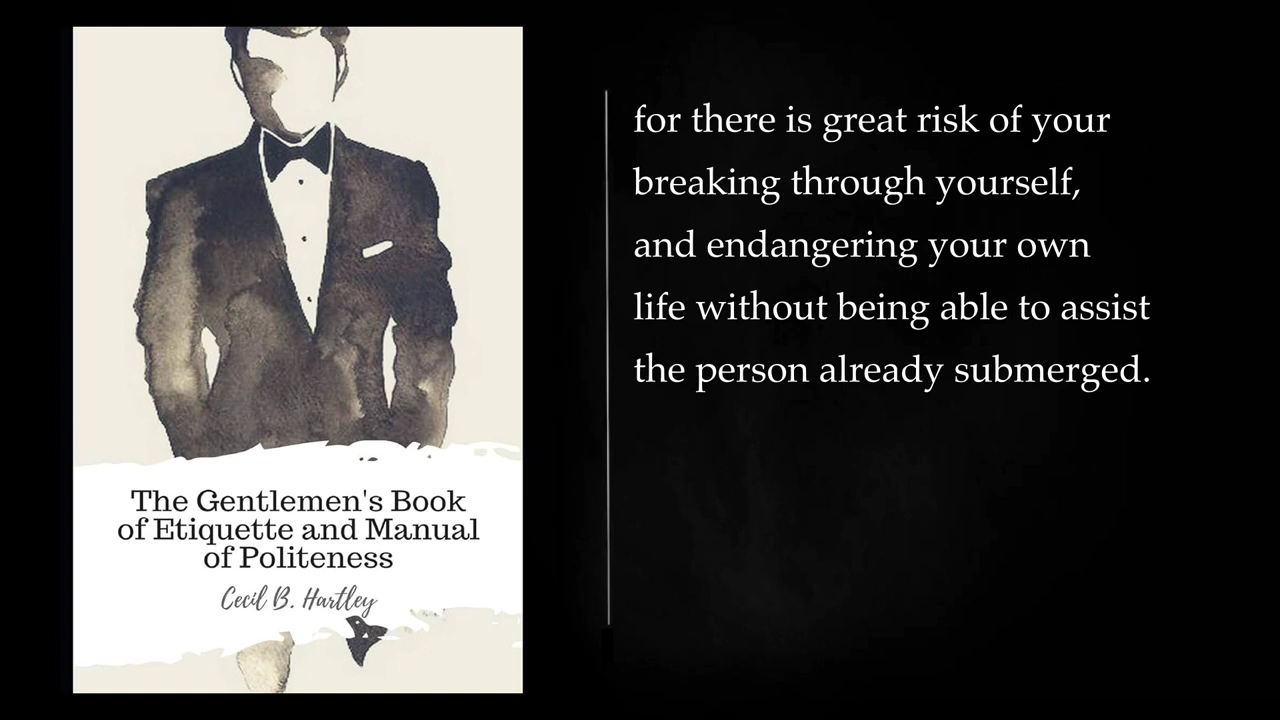 The Gentlemen's Book
of Etiquette and Manual
of Politeness
Cecil B. Hartley
for there is great risk of your
breaking through yourself,
and endangering your own
life without being able to assist
the person already submerged.